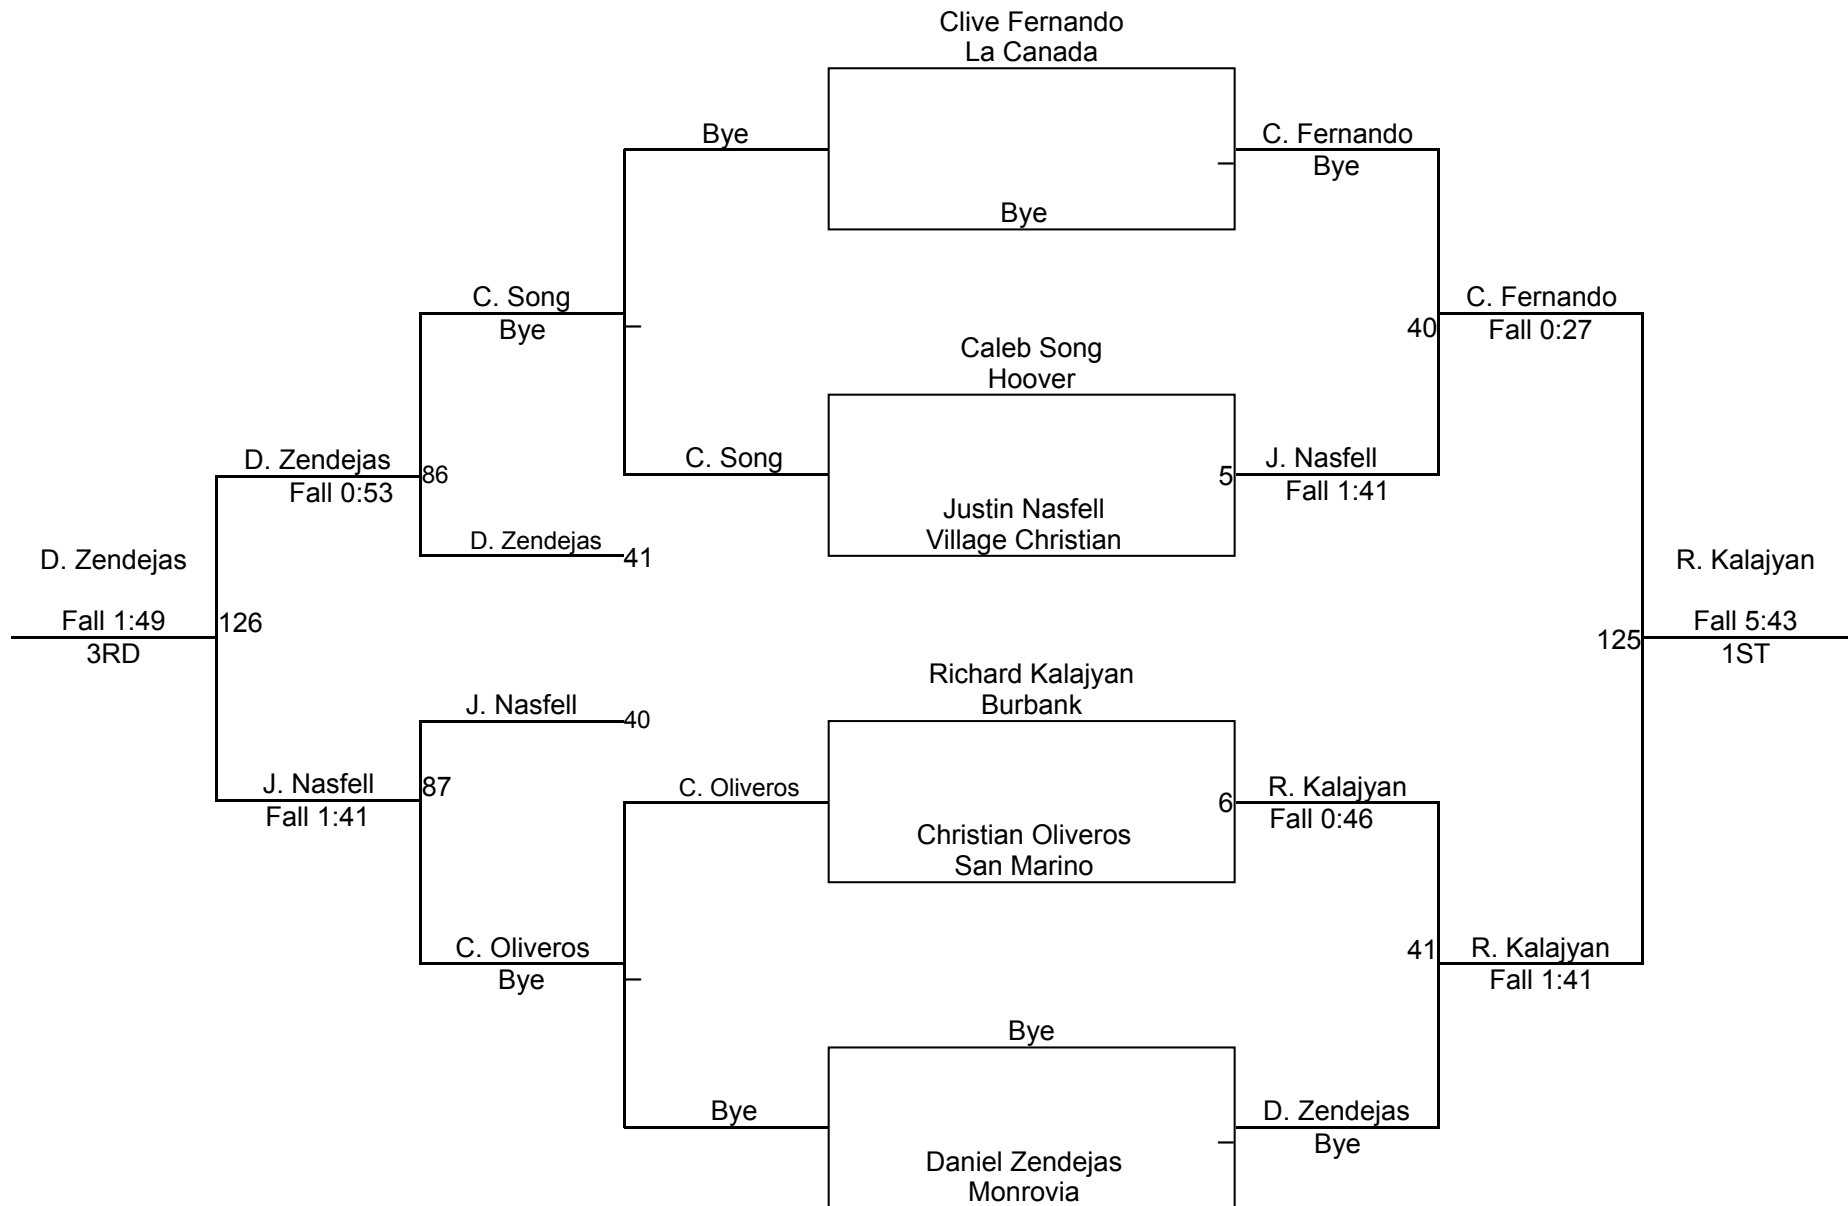 Clive Fernando
La Canada
Bye
C. Fernando
Bye
Bye
C. Song
Bye
C. Fernando
40
Fall 0:27
Caleb Song
Hoover
D. Zendejas
86
Fall 0:53
C. Song
5
J. Nasfell
Fall 1:41
Justin Nasfell
Village Christian
D. Zendejas
41
D. Zendejas
R. Kalajyan
Fall 1:49
126
3RD
Fall 5:43
125
1ST
Richard Kalajyan
Burbank
J. Nasfell
40
J. Nasfell
87
Fall 1:41
C. Oliveros
6
R. Kalajyan
Fall 0:46
Christian Oliveros
San Marino
C. Oliveros
Bye
41
R. Kalajyan
Fall 1:41
Bye
Bye
D. Zendejas
Bye
Daniel Zendejas
Monrovia